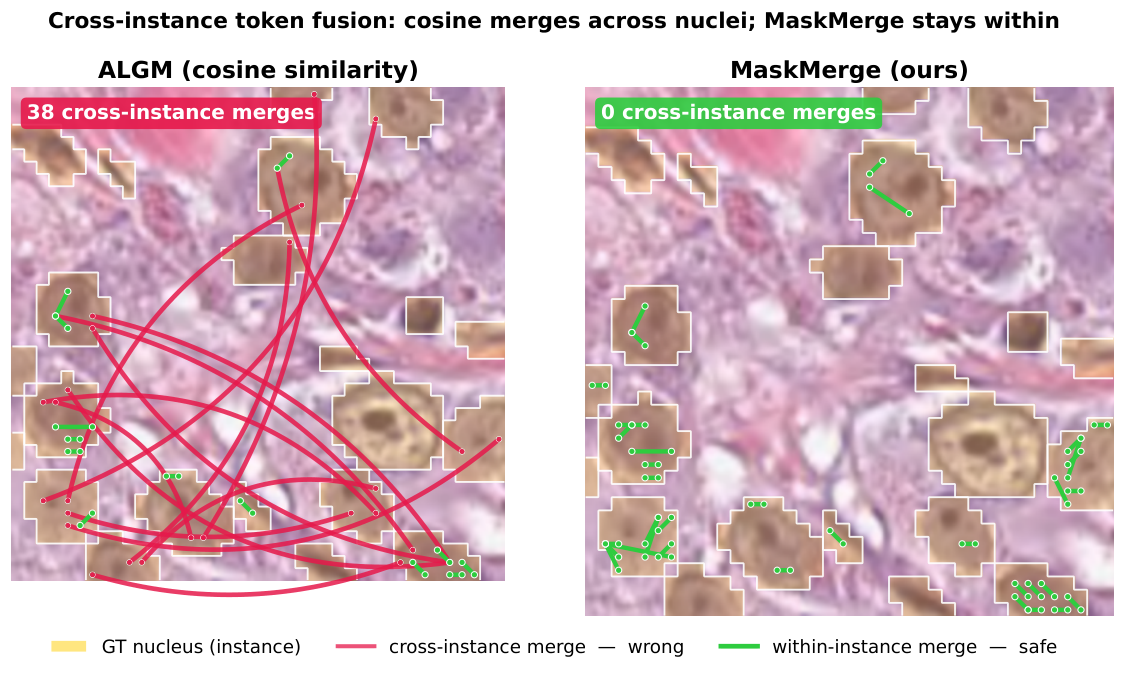 Cross-instance token fusion: cosine merges across nuclei; MaskMerge stays within
ALGM (cosine similarity)
MaskMerge (ours)
38 cross-instance merges
0 cross-instance merges
GT nucleus (instance)
cross-instance merge — wrong
within-instance merge — safe